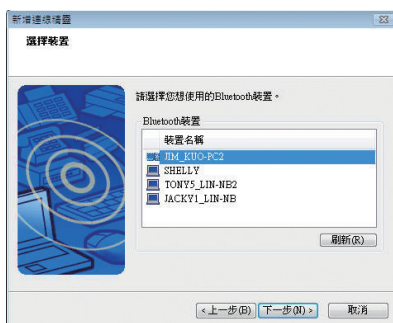 新增連線精靈
選擇裝置
請選擇您想使用的Bluetooth裝置。
Bluetooth裝置
裝置名稱
JIM_KUO-PC2
SHELLY
TONY5_LIN-NB2
JACKY1_LIN-NB
刷新(R)
<上一步(B) 下一步(N)> 取消